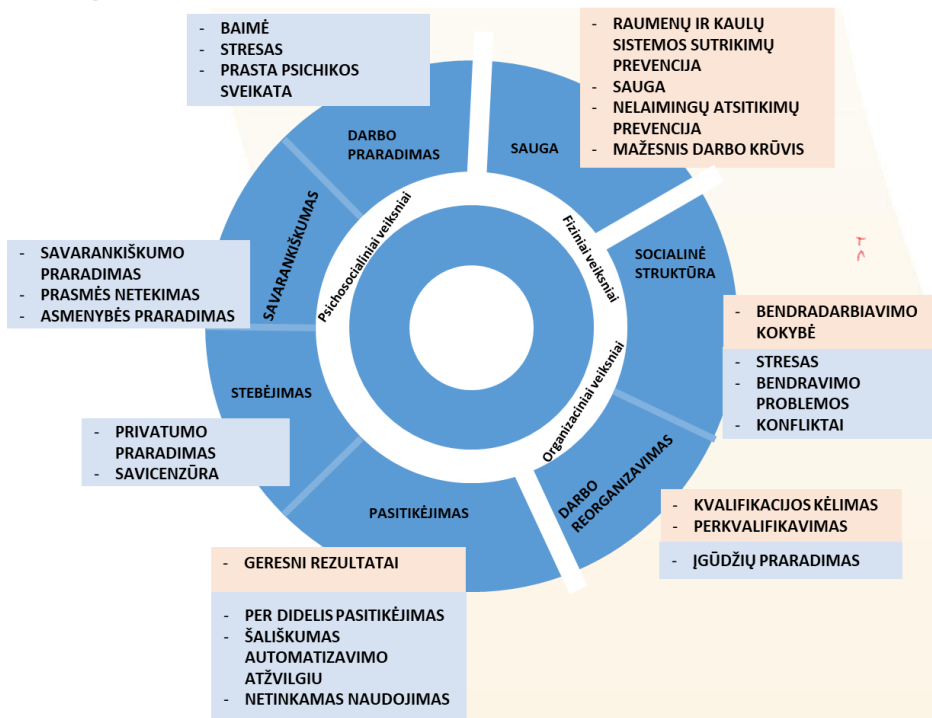 - BAIMĖ
- STRESAS
- PRASTA PSICHIKOS
SVEIKATA
- RAUMENŲ IR KAULŲ
SISTEMOS SUTRIKIMŲ
PREVENCIJA
- SAUGA
- NELAIMINGŲ ATSITIKIMŲ
PREVENCIJA
- MAŽESNIS DARBO KRŪVIS
DARBO
PRARADIMAS
SAUGA
SAVARANKIŠKUMAS
Psichosocialiniai veiksniai
Fiziniai veiksniai
SOCIALINĖ
STRUKTŪRA
- SAVARANKIŠKUMO
PRARADIMAS
- PRASMĖS NETEKIMAS
- ASMENYBĖS PRARADIMAS
- BENDRADARBIAVIMO
KOKYBĖ
- STRESAS
- BENDRAVIMO
PROBLEMOS
- KONFLIKTAI
Organizaciniai veiksniai
STEBĖJIMAS
- PRIVATUMO
PRARADIMAS
- SAVICENZŪRA
DARBO
REORGANIZAVIMAS
PASITIKĖJIMAS
- KVALIFIKACIJOS KĖLIMAS
- PERKVALIFIKAVIMAS
- ĮGŪDŽIŲ PRARADIMAS
- GERESNI REZULTATAI
- PER DIDELIS PASITIKĖJIMAS
- ŠALIŠKUMAS
AUTOMATIZAVIMO
ATŽVILGIU
- NETINKAMAS NAUDOJIMAS